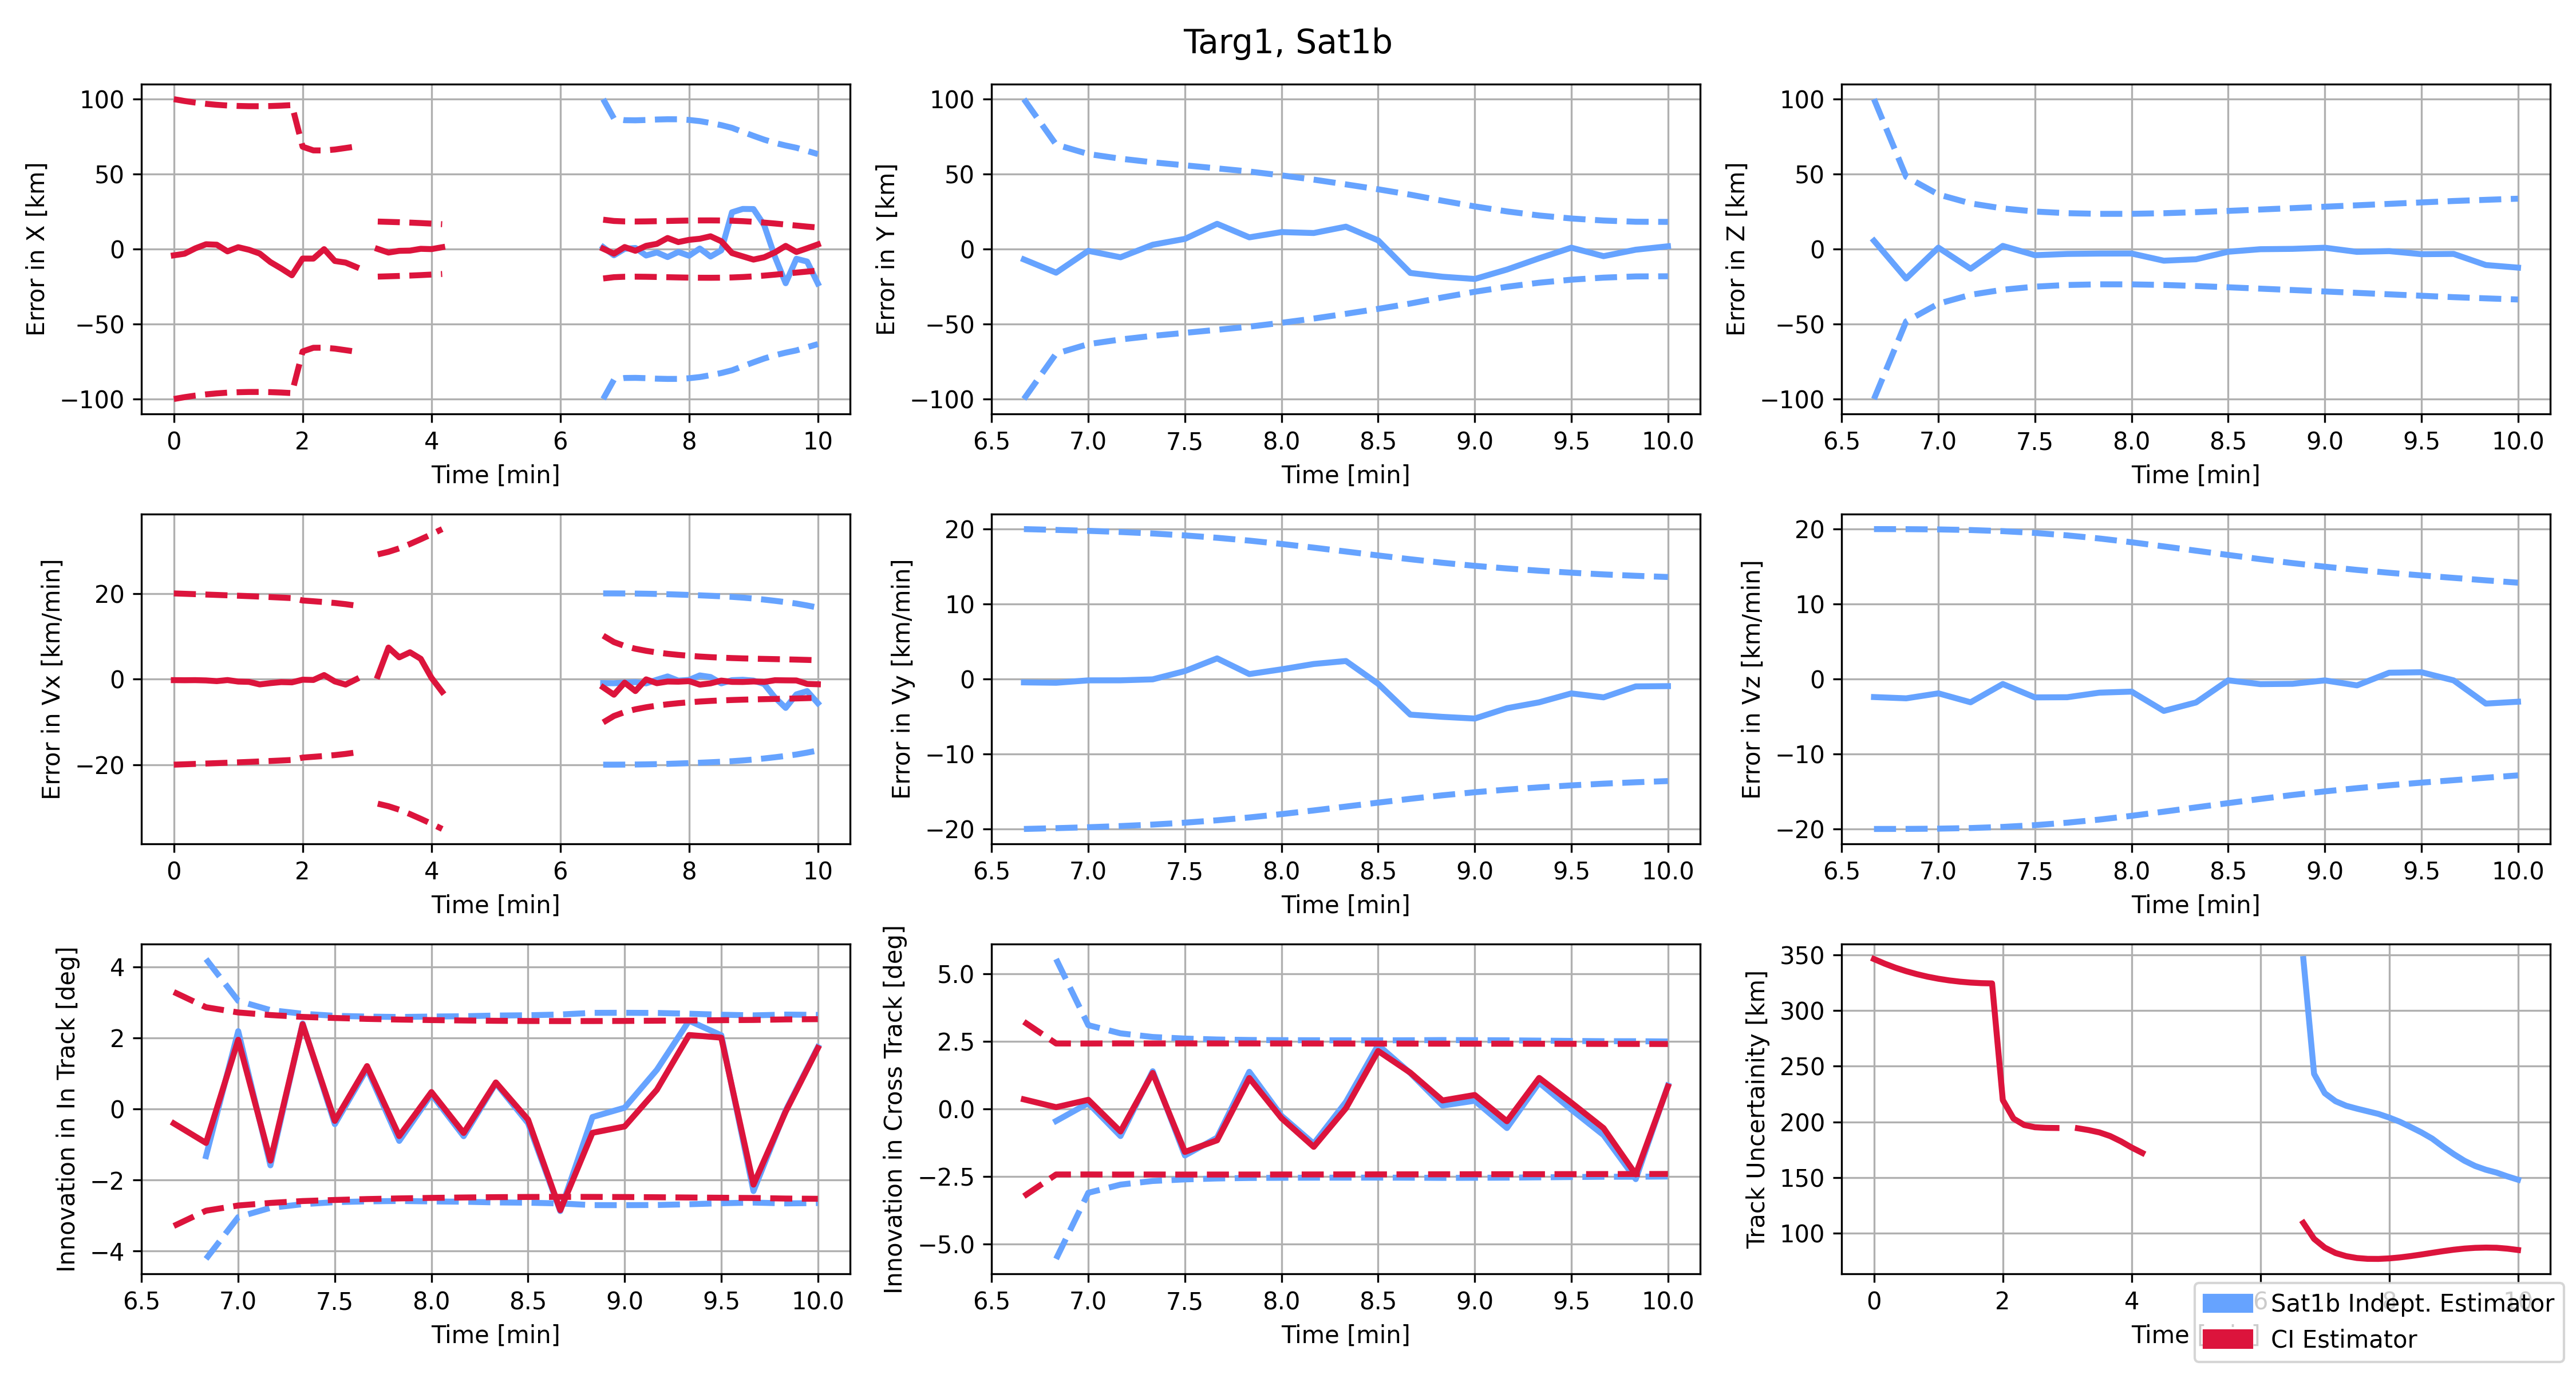 Targ1, Sat1b
Error in X [km]
100
50
0
−50
−100
0 2 4 6 8 10
Time [min]
Error in Y [km]
100
50
0
−50
−100
6.5 7.0 7.5 8.0 8.5 9.0 9.5 10.0
Time [min]
Error in Z [km]
100
50
0
−50
−100
6.5 7.0 7.5 8.0 8.5 9.0 9.5 10.0
Time [min]
Error in Vx [km/min]
20
0
−20
0 2 4 6 8 10
Time [min]
Error in Vy [km/min]
20
10
0
−10
−20
6.5 7.0 7.5 8.0 8.5 9.0 9.5 10.0
Time [min]
Error in Vz [km/min]
20
10
0
−10
−20
6.5 7.0 7.5 8.0 8.5 9.0 9.5 10.0
Time [min]
Innovation in In Track [deg]
4
2
0
−2
−4
6.5 7.0 7.5 8.0 8.5 9.0 9.5 10.0
Time [min]
Innovation in Cross Track [deg]
5.0
2.5
0.0
−2.5
−5.0
6.5 7.0 7.5 8.0 8.5 9.0 9.5 10.0
Time [min]
Track Uncertainity [km]
350
300
250
200
150
100
0 2 4 6 8 10
Time
Sat1b Indept. Estimator
CI Estimator